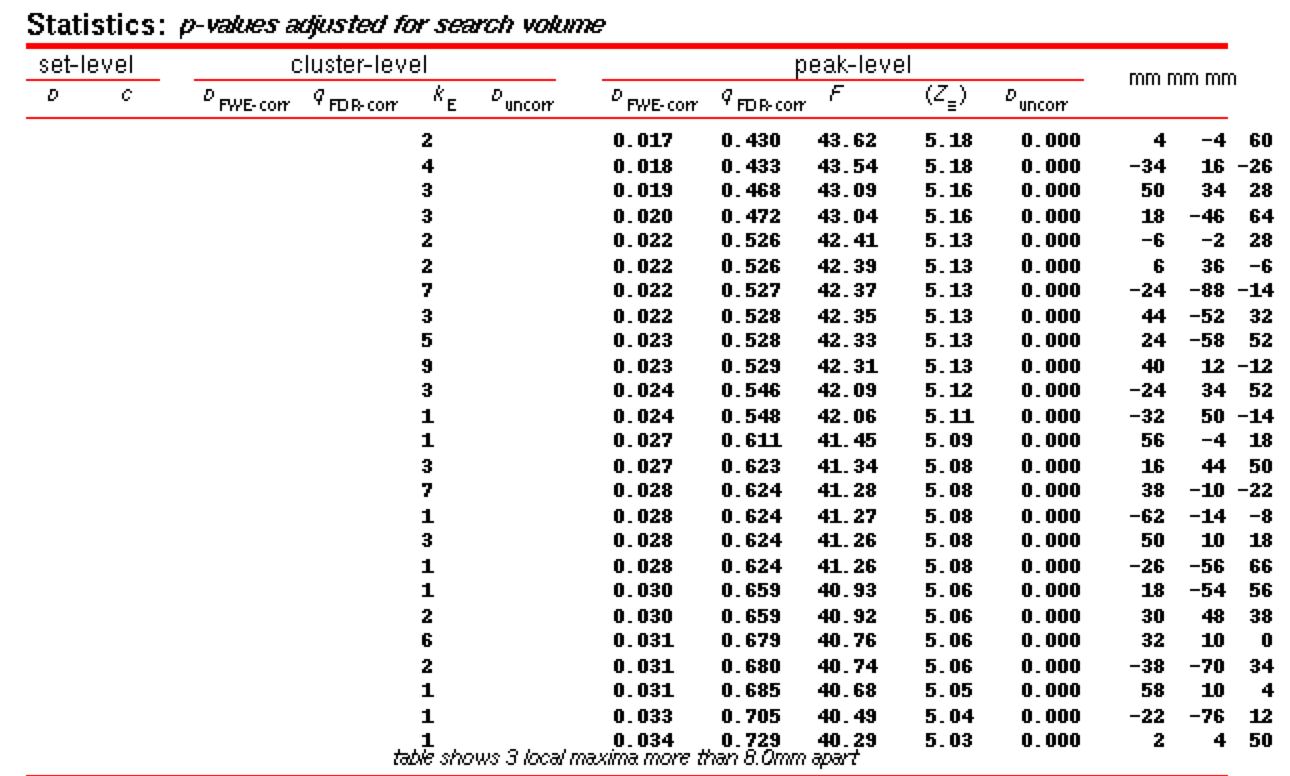 Statistics: p-values adjusted for search volume
set-level cluster-level peak-level mm mm mm
p c p FWE-corr q FDR-corr k E p uncorr p FWE-corr q FDR-corr F (Z≡) p uncorr
2 0.017 0.430 43.62 5.18 0.000 4 -4 60
4 0.018 0.433 43.54 5.18 0.000 -34 16 -26
3 0.019 0.468 43.09 5.16 0.000 50 34 28
3 0.020 0.472 43.04 5.16 0.000 18 -46 64
2 0.022 0.526 42.41 5.13 0.000 -6 -2 28
2 0.022 0.526 42.39 5.13 0.000 6 36 -6
7 0.022 0.527 42.37 5.13 0.000 -24 -88 -14
3 0.022 0.528 42.35 5.13 0.000 44 -52 32
5 0.023 0.528 42.33 5.13 0.000 24 -58 52
9 0.023 0.529 42.31 5.13 0.000 40 12 -12
3 0.024 0.546 42.09 5.12 0.000 -24 34 52
1 0.024 0.548 42.06 5.11 0.000 -32 50 -14
1 0.027 0.611 41.45 5.09 0.000 56 -4 18
3 0.027 0.623 41.34 5.08 0.000 16 44 50
7 0.028 0.624 41.28 5.08 0.000 38 -10 -22
1 0.028 0.624 41.27 5.08 0.000 -62 -14 -8
3 0.028 0.624 41.26 5.08 0.000 50 10 18
1 0.028 0.624 41.26 5.08 0.000 -26 -56 66
1 0.030 0.659 40.93 5.06 0.000 18 -54 56
2 0.030 0.659 40.92 5.06 0.000 30 48 38
6 0.031 0.679 40.76 5.06 0.000 32 10 0
2 0.031 0.680 40.74 5.06 0.000 -38 -70 34
1 0.031 0.685 40.68 5.05 0.000 58 10 4
1 0.033 0.705 40.49 5.04 0.000 -22 -76 12
1 0.034 0.729 40.29 5.03 0.000 2 4 50
table shows 3 local maxima more than 8.0mm apart